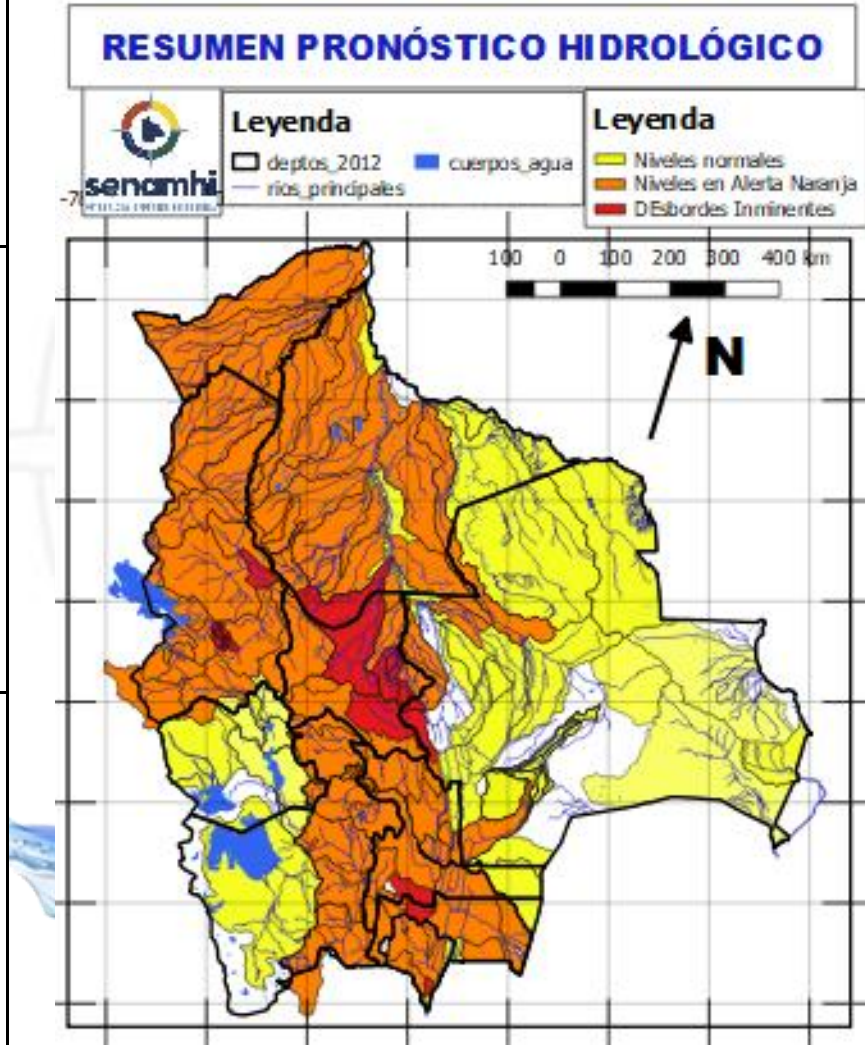 RESUMEN PRONÓSTICO HIDROLÓGICO
senamhi
Leyenda
deptos_2012
cuerpos_agua
rios_principales
Leyenda
Niveles normales
Niveles en Alerta Naranja
DEsbordes Inminentes
-70
100 0 100 200 300 400 km
N